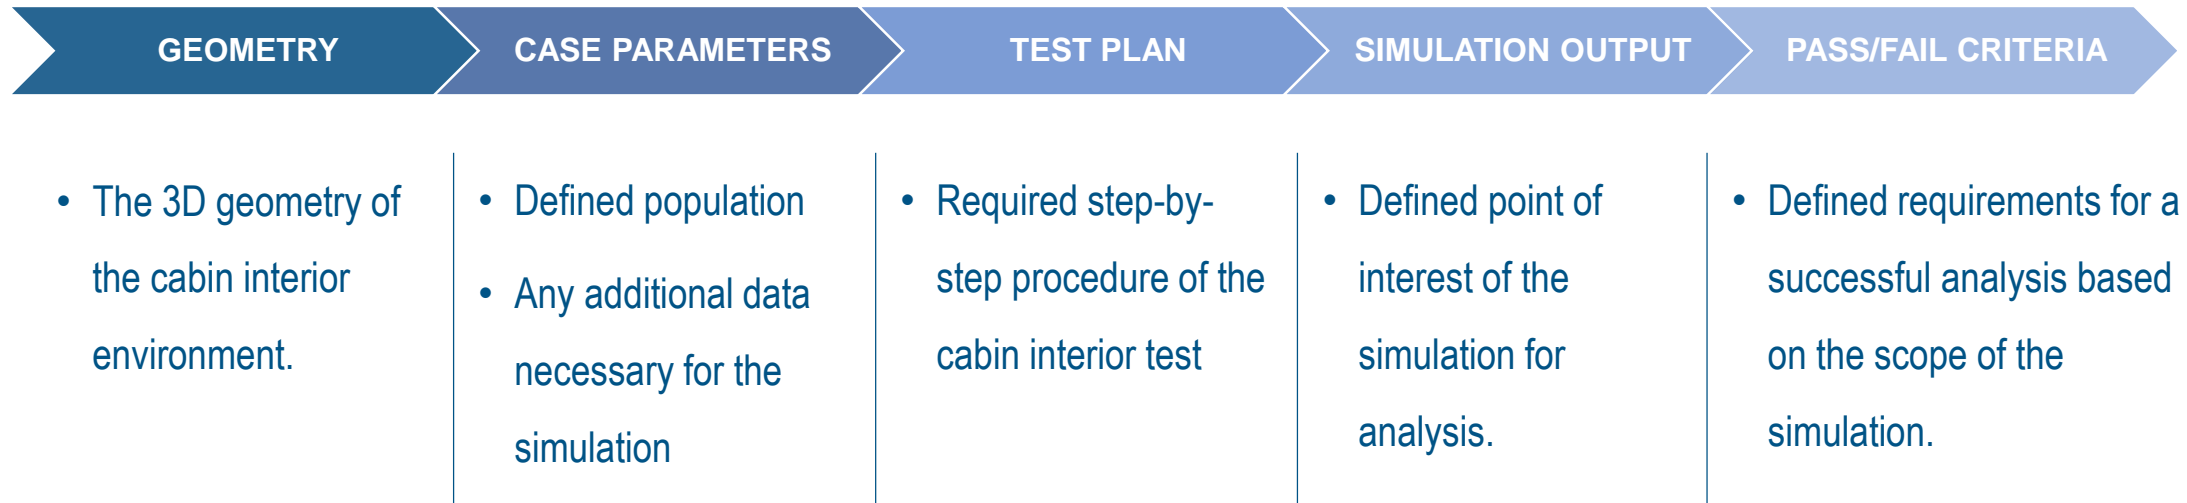 GEOMETRY
CASE PARAMETERS
TEST PLAN
SIMULATION OUTPUT
PASS/FAIL CRITERIA
• The 3D geometry of
the cabin interior
environment.
• Defined population
• Any additional data
necessary for the
simulation
• Required step-by-
step procedure of the
cabin interior test
• Defined point of
interest of the
simulation for
analysis.
• Defined requirements for a
successful analysis based
on the scope of the
simulation.